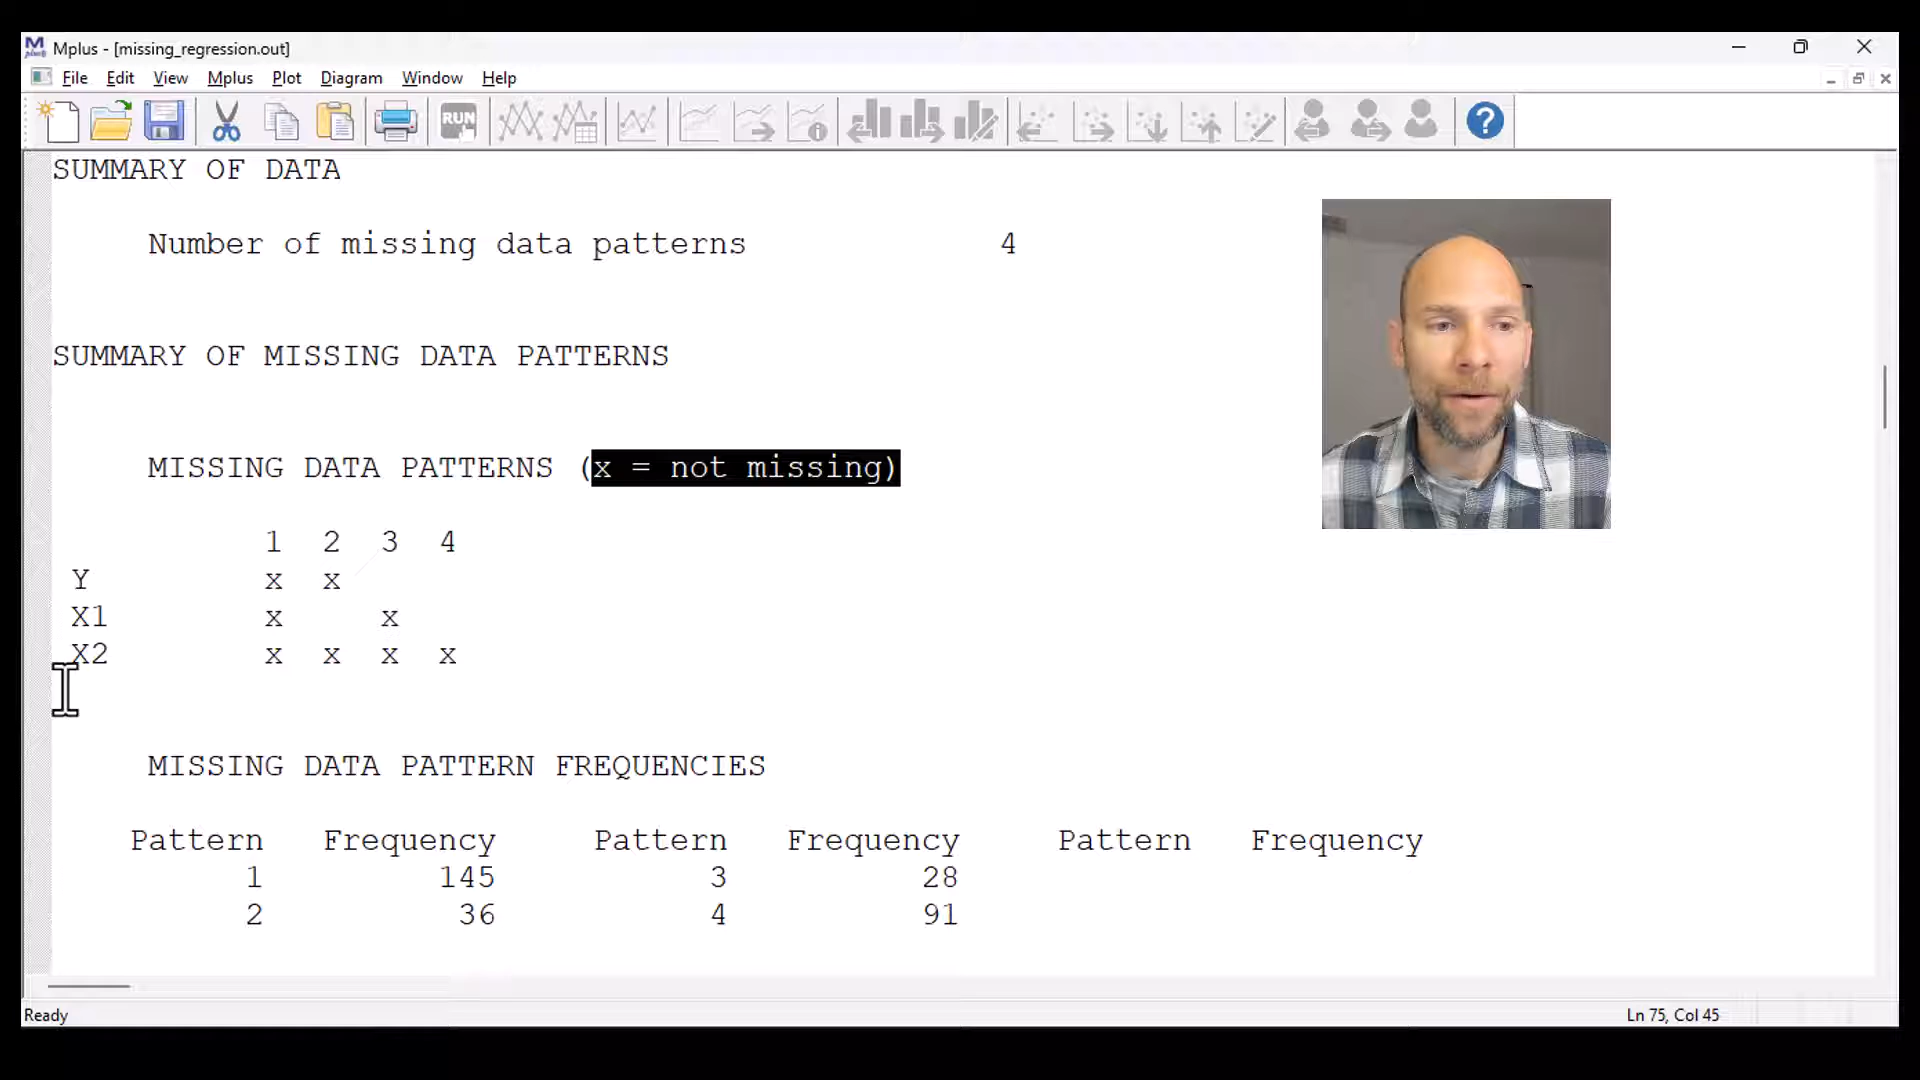 Mplus - [missing_regression.out]
File Edit View Mplus Plot Diagram Window Help
RUN
SUMMARY OF DATA
Number of missing data patterns 4
SUMMARY OF MISSING DATA PATTERNS
MISSING DATA PATTERNS (x = not missing)
1 2 3 4
Y x x
X1 x x
X2 x x x x
MISSING DATA PATTERN FREQUENCIES
Pattern Frequency Pattern Frequency Pattern Frequency
1 145 3 28
2 36 4 91
Ready Ln 75, Col 45